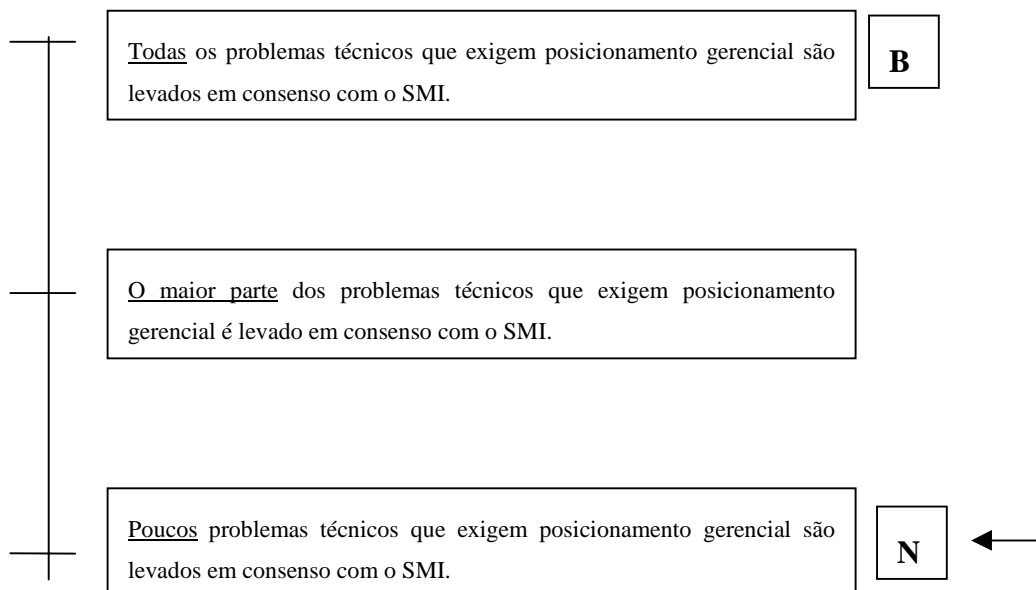 Todas os problemas técnicos que exigem posicionamento gerencial são
levados em consenso com o SMI.
B
O maior parte dos problemas técnicos que exigem posicionamento
gerencial é levado em consenso com o SMI.
Poucos problemas técnicos que exigem posicionamento gerencial são
levados em consenso com o SMI.
N